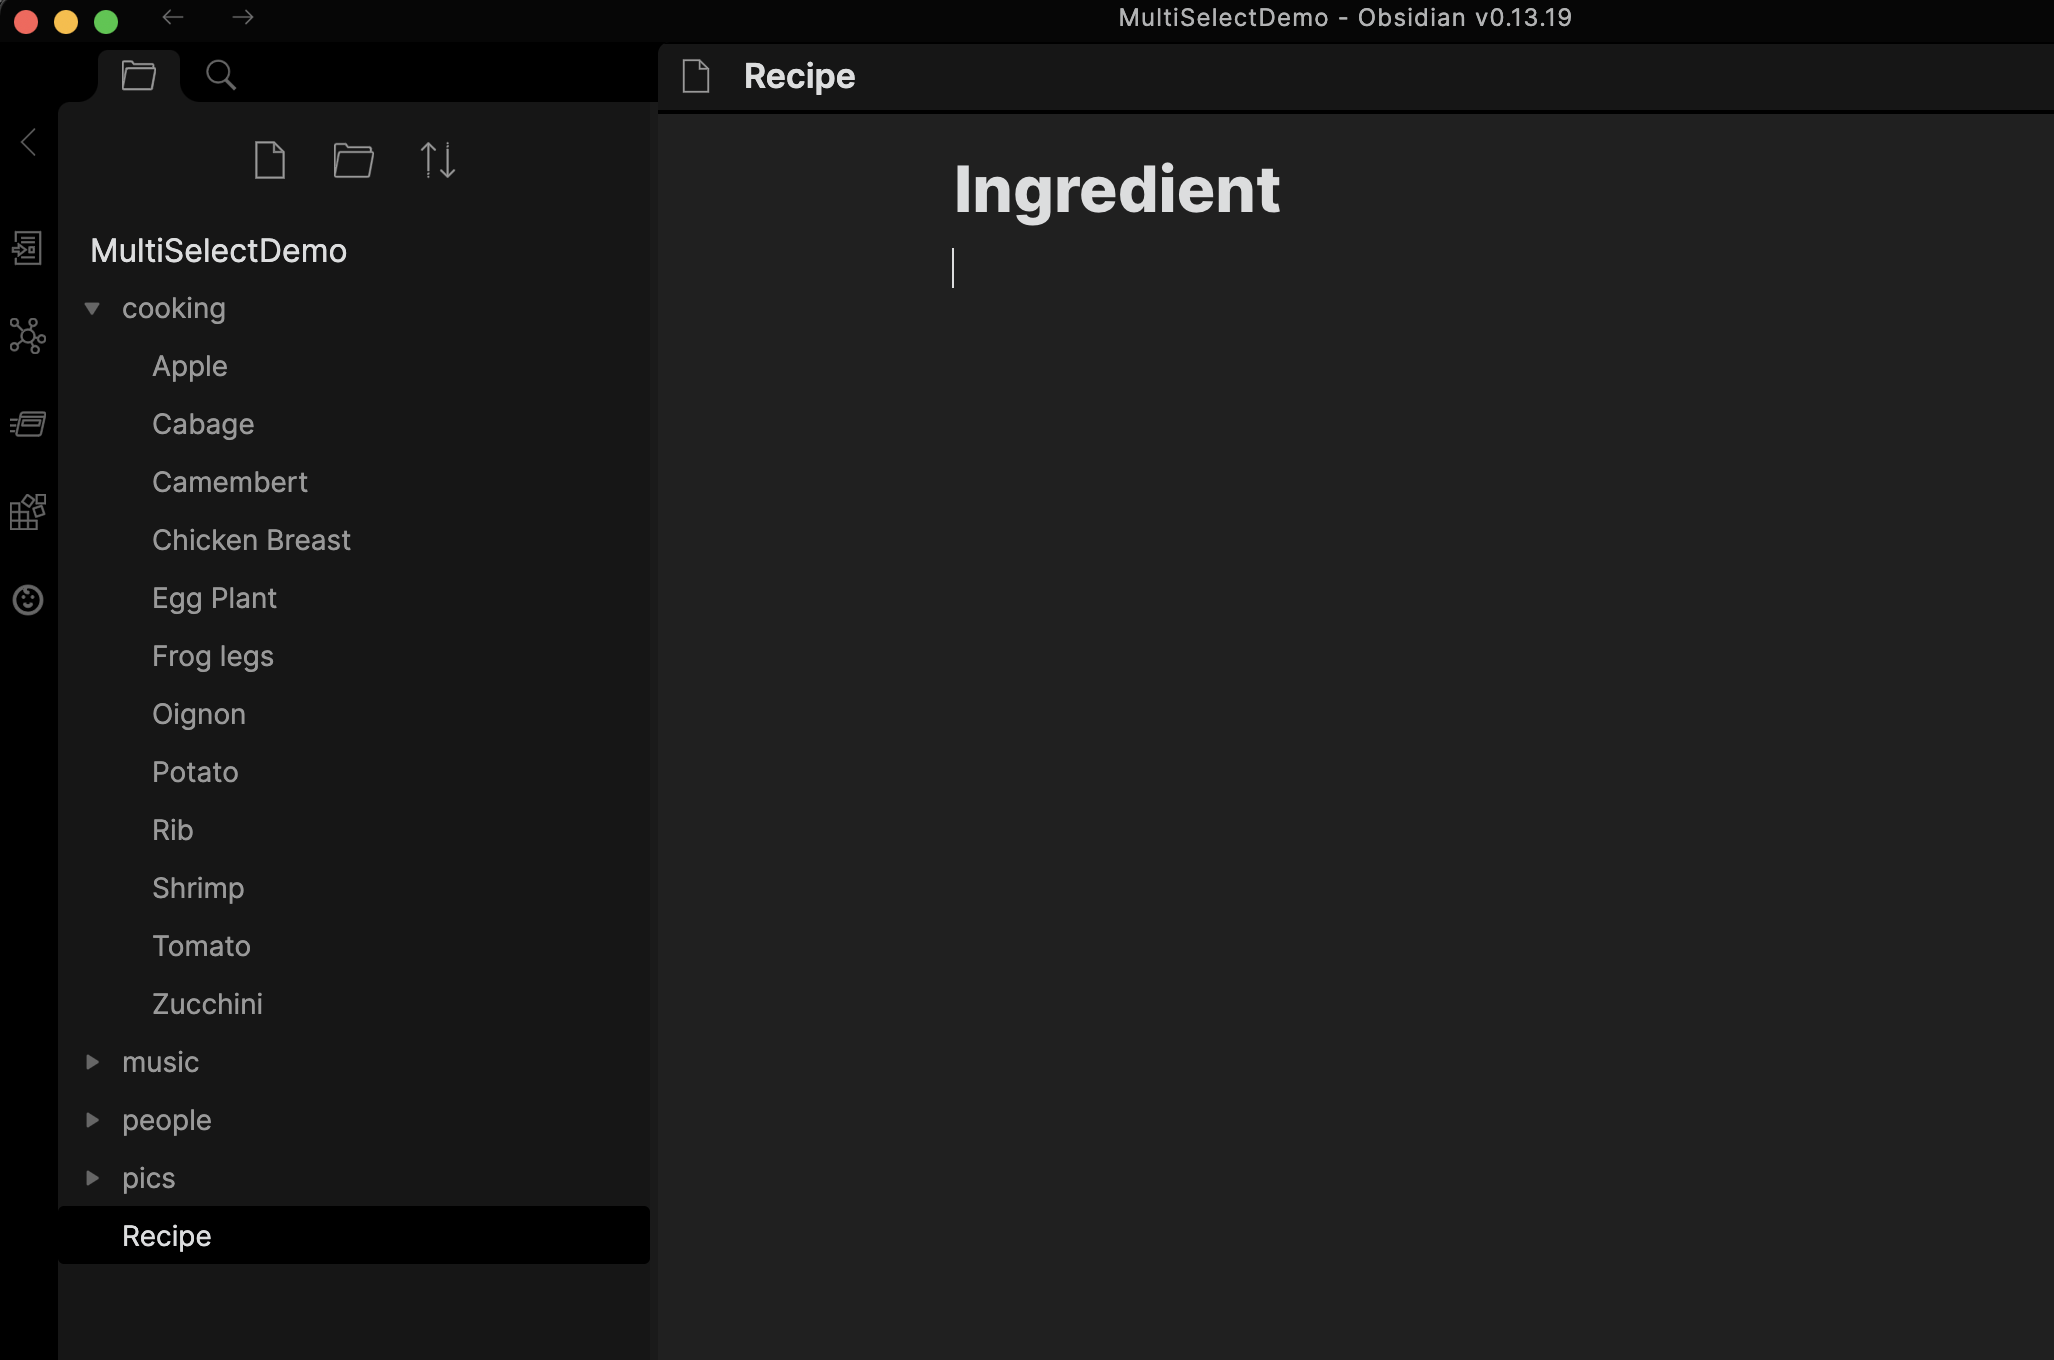 MultiSelectDemo - Obsidian v0.13.19
Recipe
MultiSelectDemo
cooking
Apple
Cabage
Camembert
Chicken Breast
Egg Plant
Frog legs
Oignon
Potato
Rib
Shrimp
Tomato
Zucchini
music
people
pics
Recipe
Ingredient